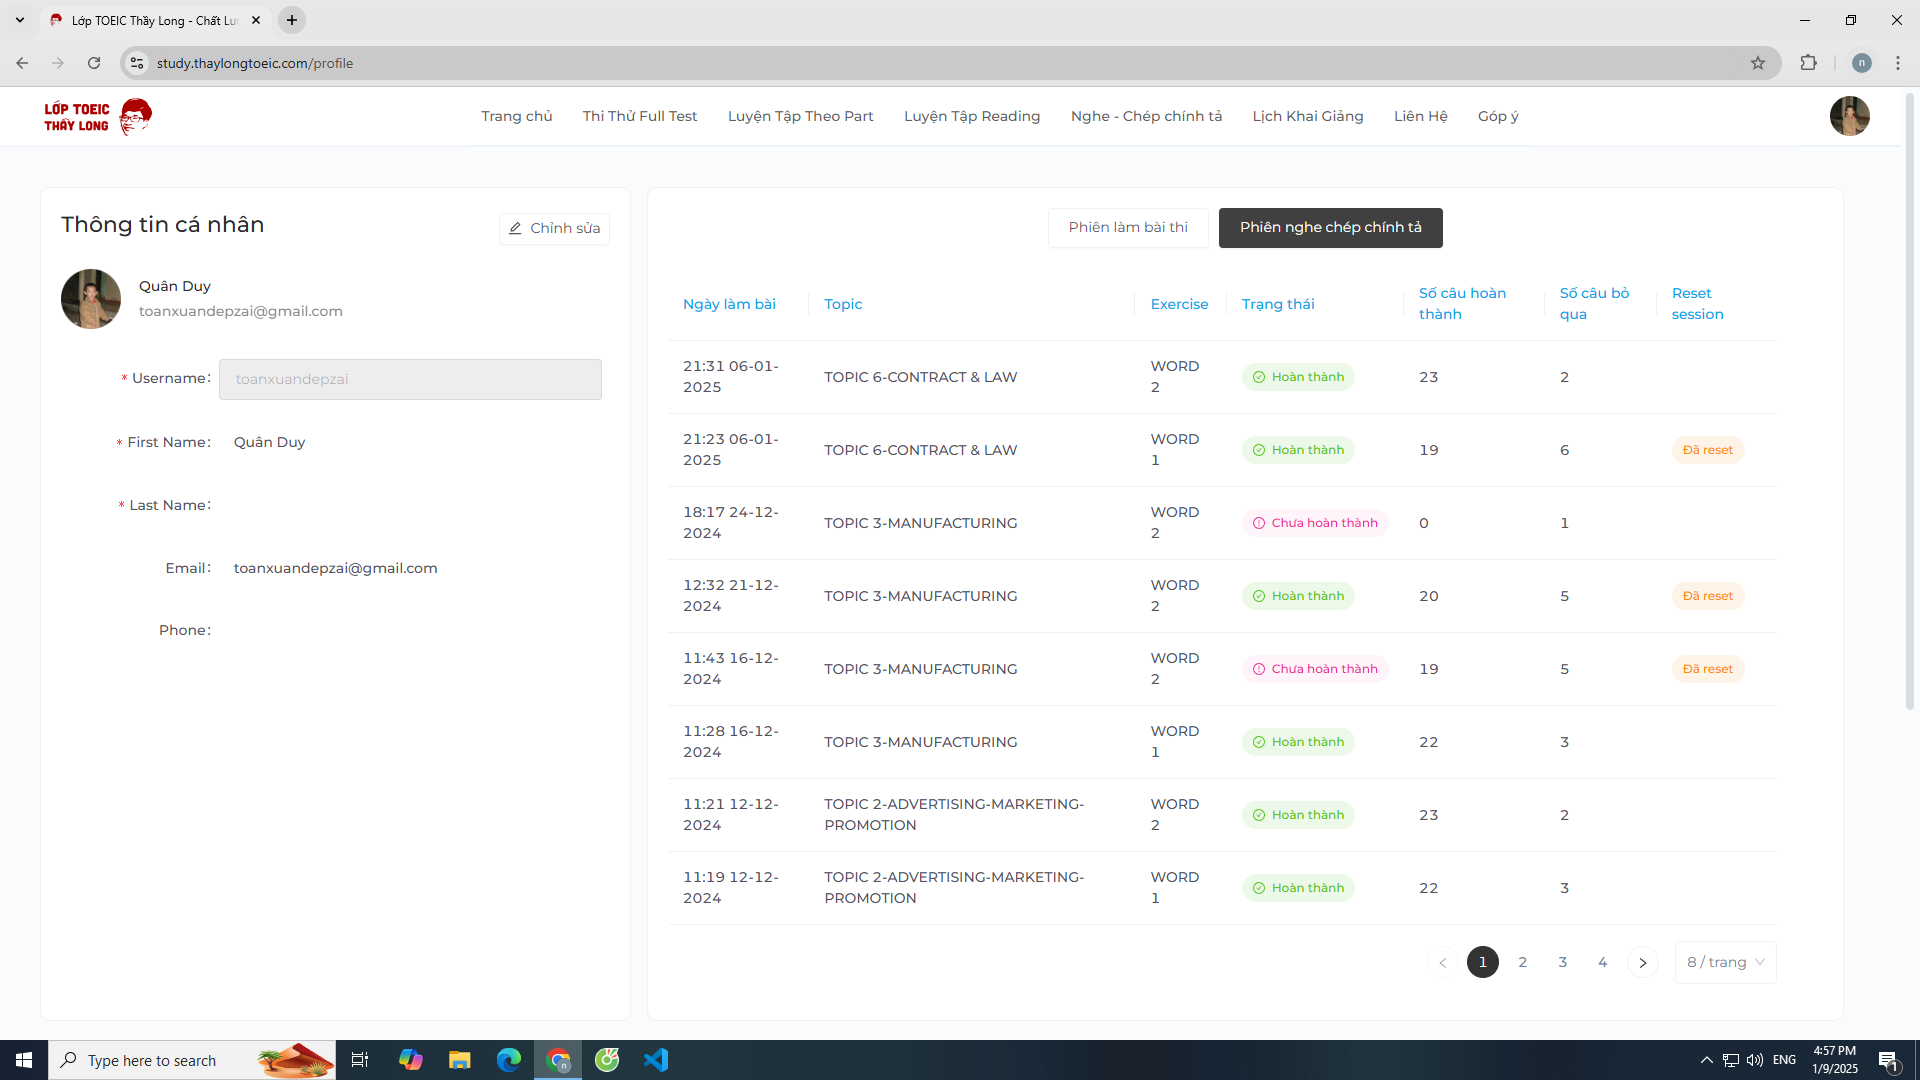 Lớp TOEIC Thầy Long - Chất Lư
study.thaylongtoeic.com/profile
n
LỚP TOEIC
THẦY LONG
Trang chủ
Thi Thử Full Test
Luyện Tập Theo Part
Luyện Tập Reading
Nghe - Chép chính tả
Lịch Khai Giảng
Liên Hệ
Góp ý
Thông tin cá nhân
Chỉnh sửa
Quân Duy
toanxuandepzai@gmail.com
* Username: toanxuandepzai
* First Name: Quân Duy
* Last Name:
Email: toanxuandepzai@gmail.com
Phone:
Phiên làm bài thi
Phiên nghe chép chính tả
Ngày làm bài
Topic
Exercise
Trạng thái
Số câu hoàn
thành
Số câu bỏ
qua
Reset
session
21:31 06-01-
2025
TOPIC 6-CONTRACT & LAW
WORD
2
Hoàn thành
23
2
21:23 06-01-
2025
TOPIC 6-CONTRACT & LAW
WORD
1
Hoàn thành
19
6
Đã reset
18:17 24-12-
2024
TOPIC 3-MANUFACTURING
WORD
2
Chưa hoàn thành
0
1
12:32 21-12-
2024
TOPIC 3-MANUFACTURING
WORD
2
Hoàn thành
20
5
Đã reset
11:43 16-12-
2024
TOPIC 3-MANUFACTURING
WORD
2
Chưa hoàn thành
19
5
Đã reset
11:28 16-12-
2024
TOPIC 3-MANUFACTURING
WORD
1
Hoàn thành
22
3
11:21 12-12-
2024
TOPIC 2-ADVERTISING-MARKETING-
PROMOTION
WORD
2
Hoàn thành
23
2
11:19 12-12-
2024
TOPIC 2-ADVERTISING-MARKETING-
PROMOTION
WORD
1
Hoàn thành
22
3
1 2 3 4
8 / trang
Type here to search
n
ENG
4:57 PM
1/9/2025
1